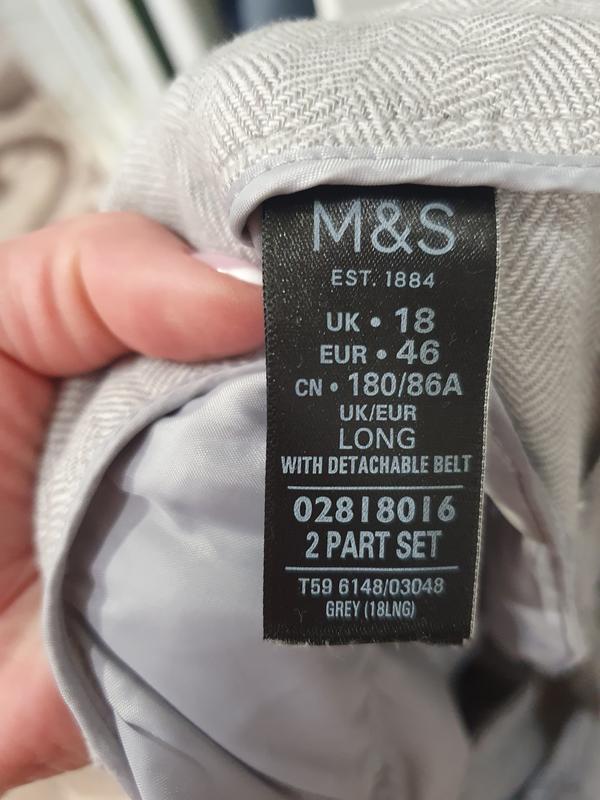 M&S
EST. 1884
UK • 18
EUR • 46
CN • 180/86A
UK/EUR
LONG
WITH DETACHABLE BELT
02818016
2 PART SET
T59 6148/03048
GREY (18LNG)